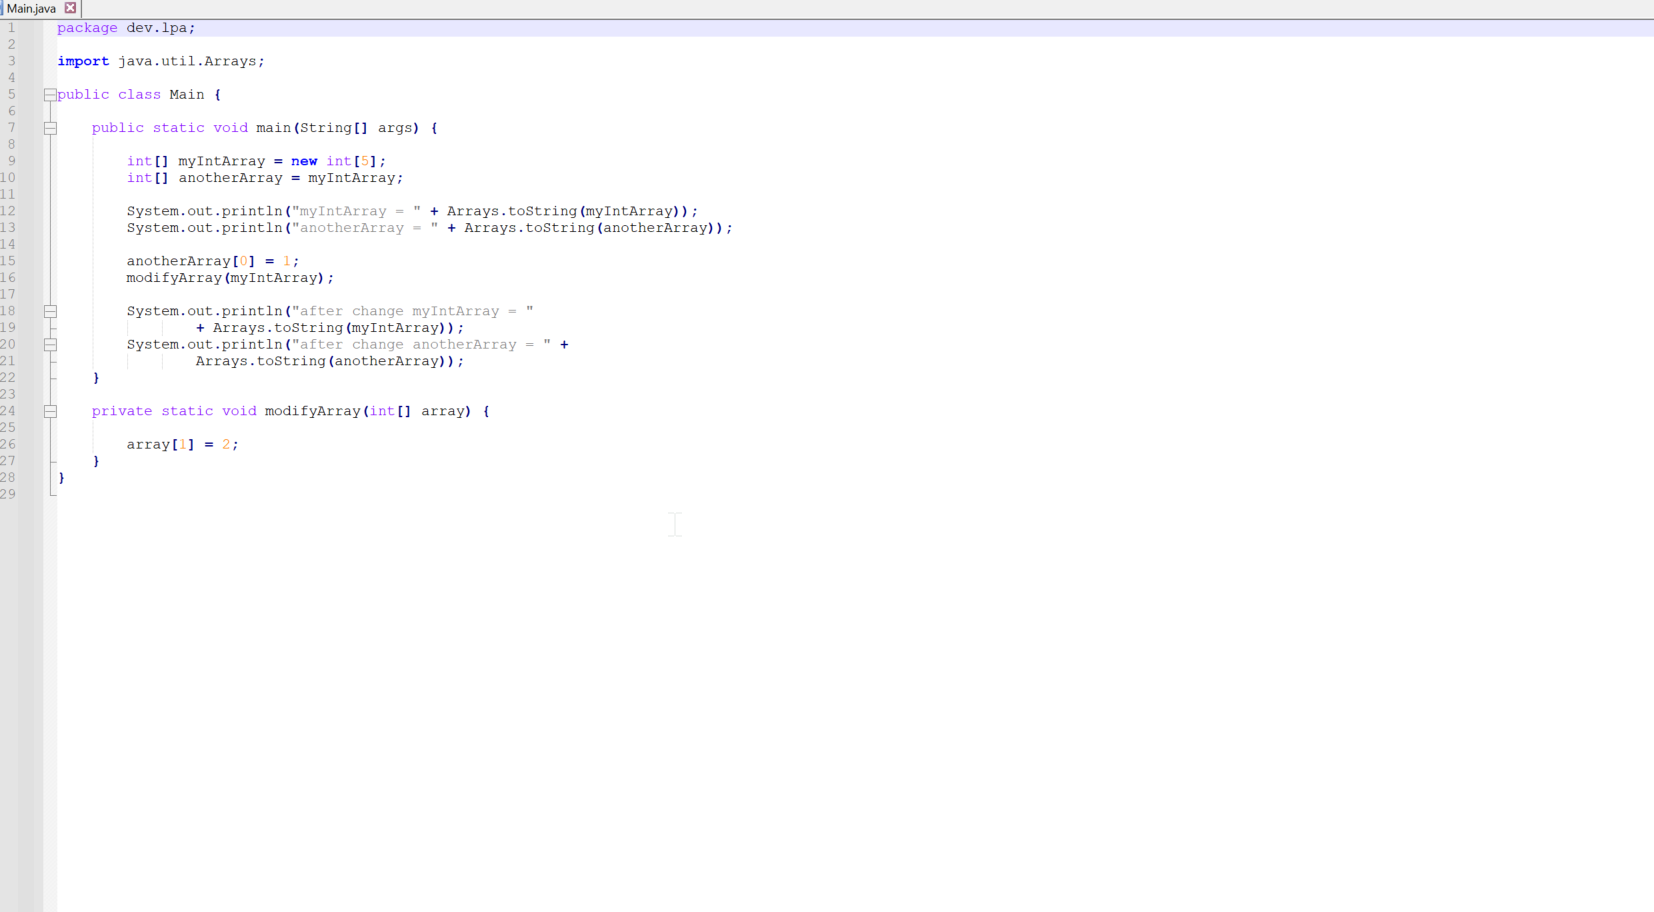 Main.java
1 package dev.lpa;
2
3 import java.util.Arrays;
4
5 public class Main {
6
7     public static void main(String[] args) {
8
9         int[] myIntArray = new int[5];
10         int[] anotherArray = myIntArray;
11
12         System.out.println("myIntArray = " + Arrays.toString(myIntArray));
13         System.out.println("anotherArray = " + Arrays.toString(anotherArray));
14
15         anotherArray[0] = 1;
16         modifyArray(myIntArray);
17
18         System.out.println("after change myIntArray = "
19                 + Arrays.toString(myIntArray));
20         System.out.println("after change anotherArray = " +
21                 Arrays.toString(anotherArray));
22     }
23
24     private static void modifyArray(int[] array) {
25
26         array[1] = 2;
27     }
28 }
29